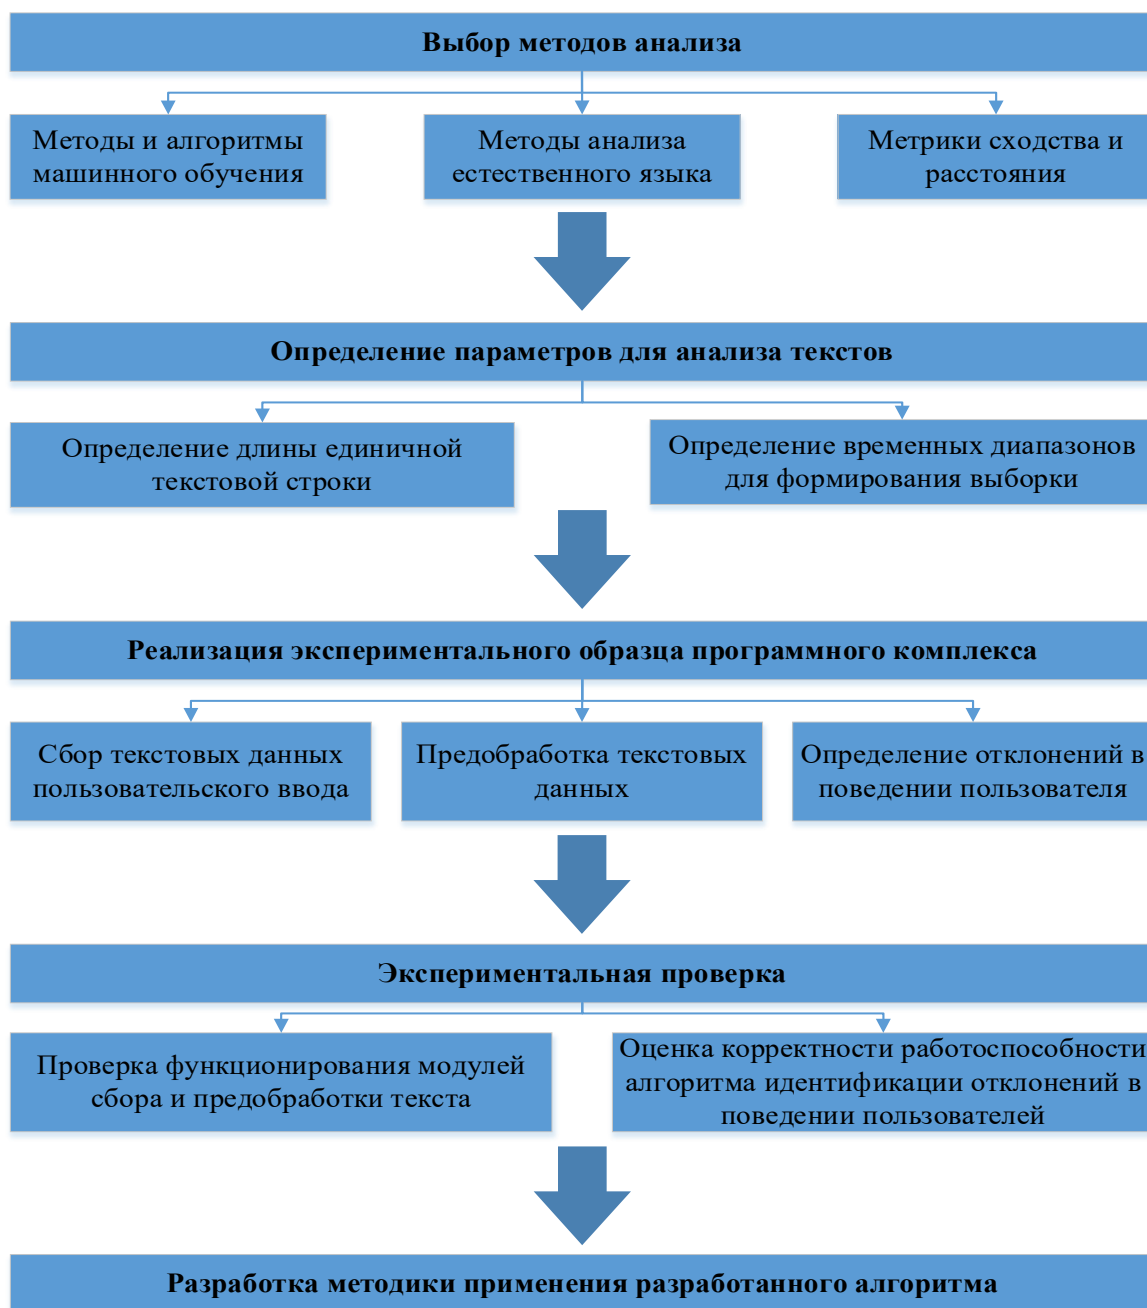 Выбор методов анализа
Методы и алгоритмы
машинного обучения
Методы анализа
естественного языка
Метрики сходства и
расстояния
Определение параметров для анализа текстов
Определение длины единичной
текстовой строки
Определение временных диапазонов
для формирования выборки
Реализация экспериментального образца программного комплекса
Сбор текстовых данных
пользовательского ввода
Предобработка текстовых
данных
Определение отклонений в
поведении пользователя
Экспериментальная проверка
Проверка функционирования модулей
сбора и предобработки текста
Оценка корректности работоспособности
алгоритма идентификации отклонений в
поведении пользователей
Разработка методики применения разработанного алгоритма